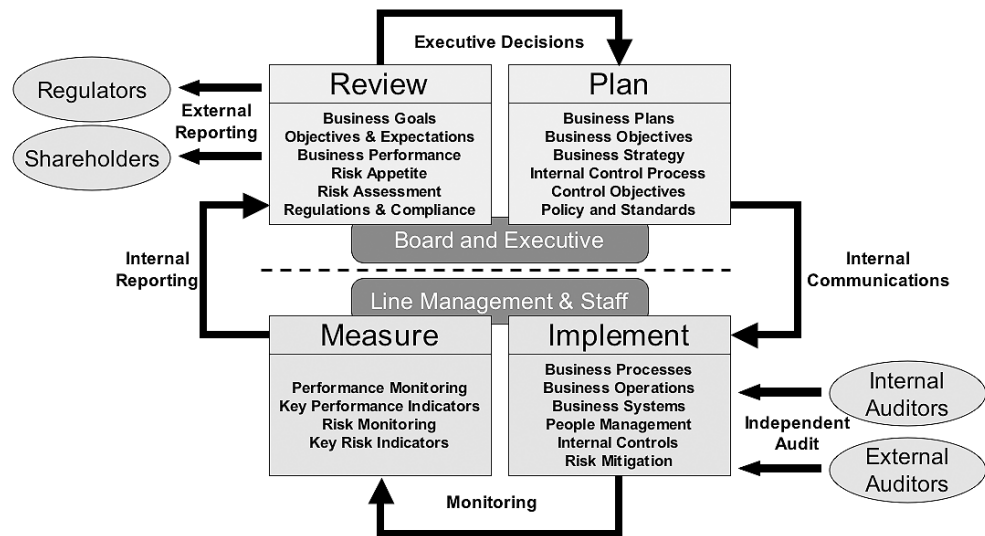 Executive Decisions
Regulators
External
Reporting
Shareholders
Review
Business Goals
Objectives & Expectations
Business Performance
Risk Appetite
Risk Assessment
Regulations & Compliance
Plan
Business Plans
Business Objectives
Business Strategy
Internal Control Process
Control Objectives
Policy and Standards
Board and Executive
Internal
Reporting
Internal
Communications
Line Management & Staff
Measure
Performance Monitoring
Key Performance Indicators
Risk Monitoring
Key Risk Indicators
Implement
Business Processes
Business Operations
Business Systems
People Management
Internal Controls
Risk Mitigation
Internal
Auditors
Independent
Audit
External
Auditors
Monitoring